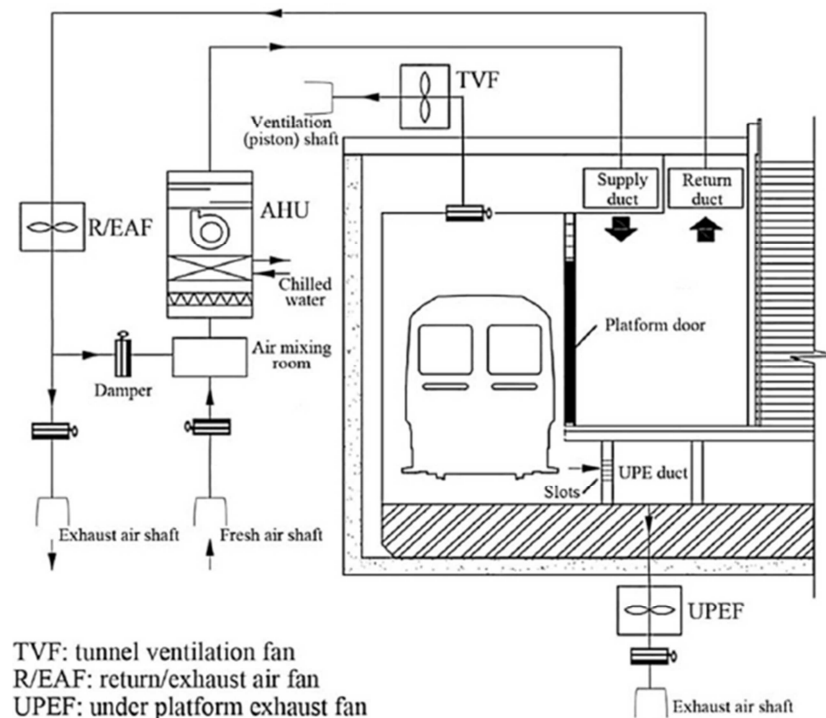 TVF
Ventilation
(piston) shaft
Supply
duct
Return
duct
R/EAF
AHU
Chilled
water
Platform door
Air mixing
room
Damper
Slots
UPE duct
Exhaust air shaft
Fresh air shaft
UPEF
TVF: tunnel ventilation fan
R/EAF: return/exhaust air fan
UPEF: under platform exhaust fan
Exhaust air shaft